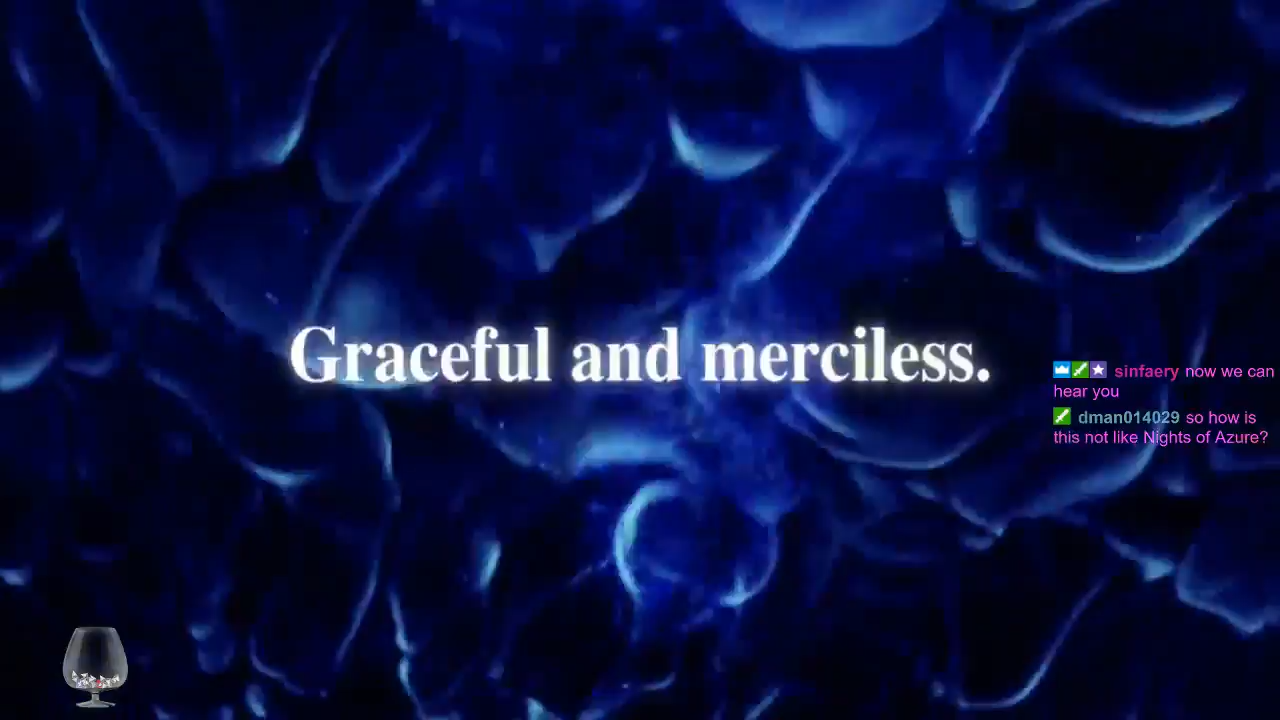 Graceful and merciless.
sinfaery now we can
hear you
dman014029 so how is
this not like Nights of Azure?